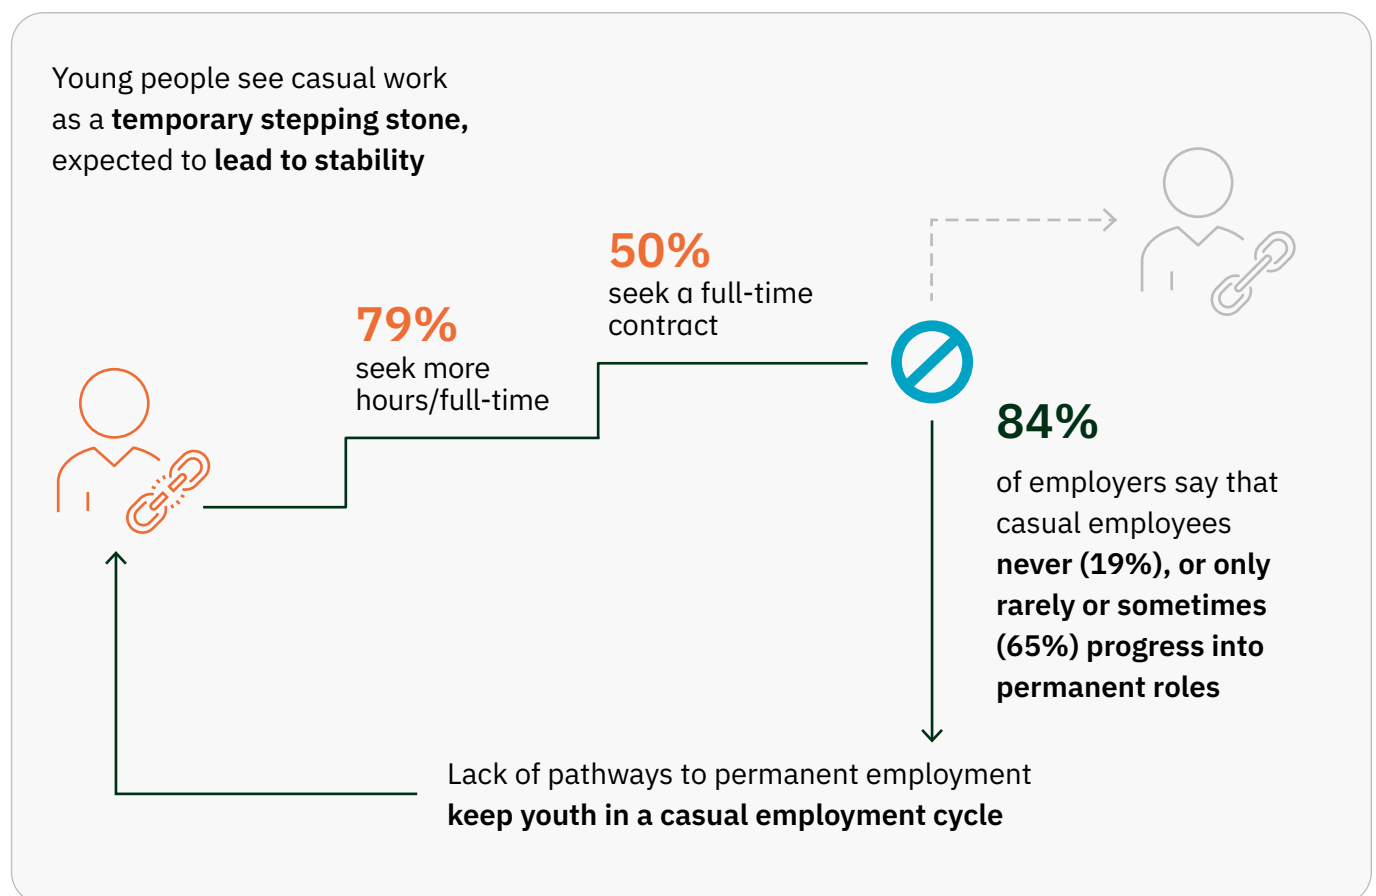 Young people see casual work
as a temporary stepping stone,
expected to lead to stability
50%
seek a full-time
contract
79%
seek more
hours/full-time
84%
of employers say that
casual employees
never (19%), or only
rarely or sometimes
(65%) progress into
permanent roles
Lack of pathways to permanent employment
keep youth in a casual employment cycle